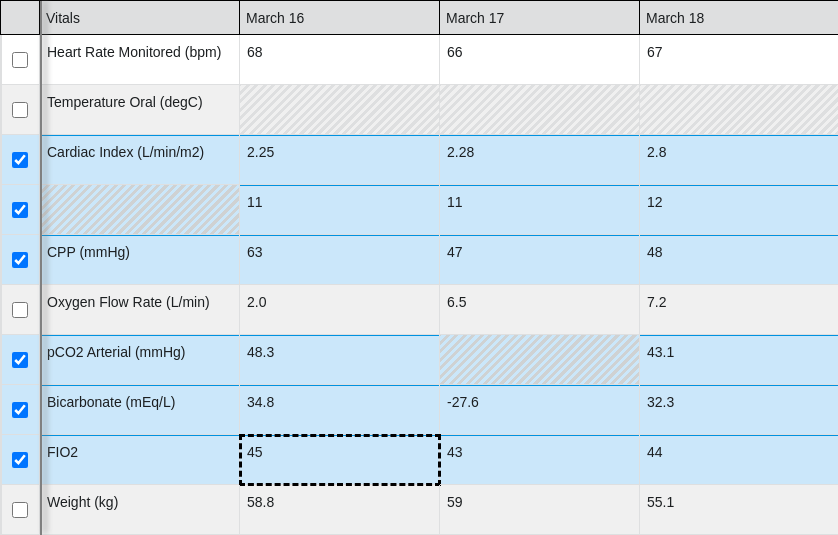 Vitals March 16 March 17 March 18
Heart Rate Monitored (bpm) 68 66 67
Temperature Oral (degC)
Cardiac Index (L/min/m2) 2.25 2.28 2.8
11 11 12
CPP (mmHg) 63 47 48
Oxygen Flow Rate (L/min) 2.0 6.5 7.2
pCO2 Arterial (mmHg) 48.3 43.1
Bicarbonate (mEq/L) 34.8 -27.6 32.3
FIO2 45 43 44
Weight (kg) 58.8 59 55.1